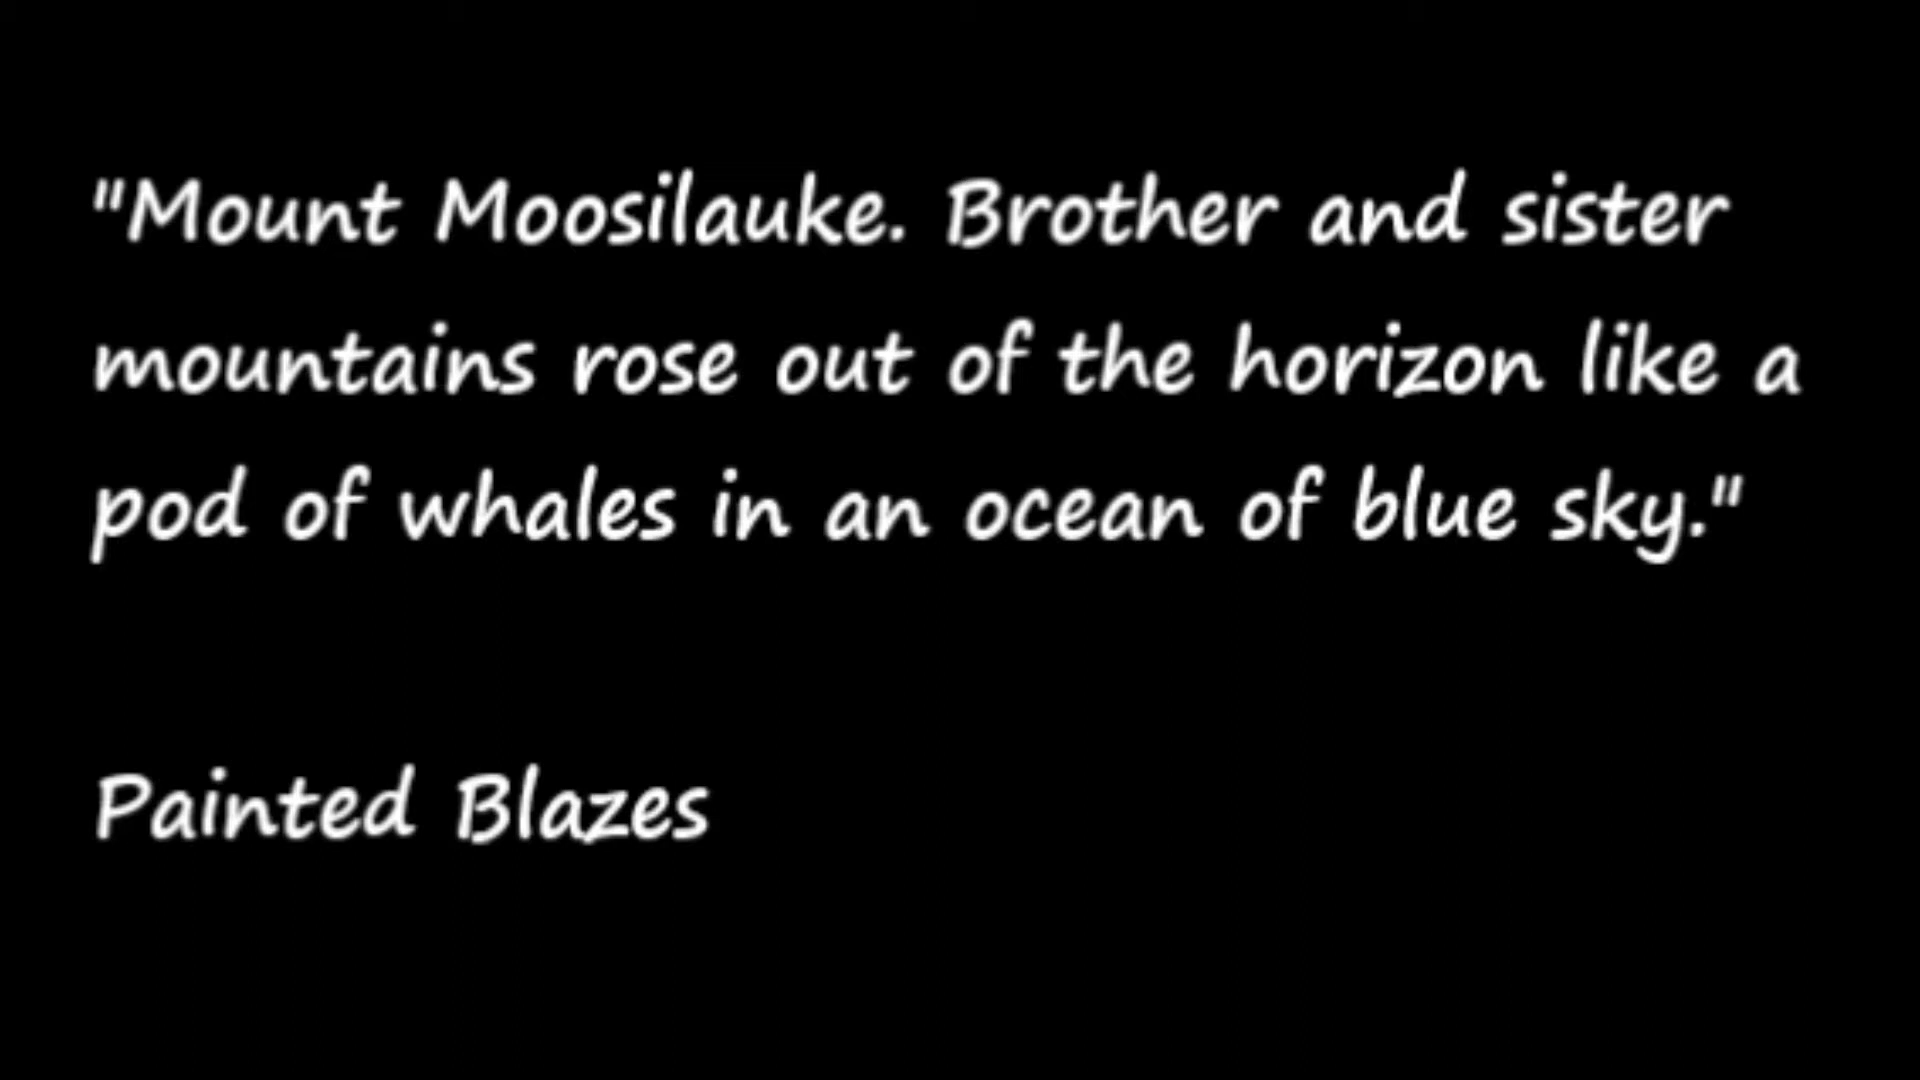 "Mount Moosilauke. Brother and sister
mountains rose out of the horizon like a
pod of whales in an ocean of blue sky."
Painted Blazes